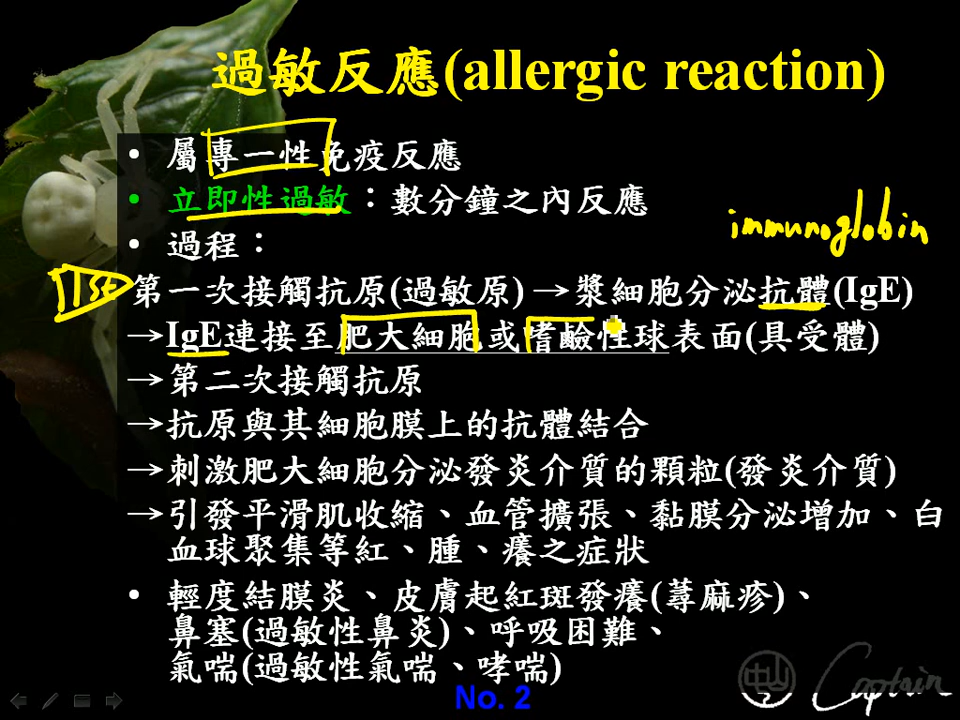 過敏反應(allergic reaction)
• 屬專一性免疫反應
• 立即性過敏：數分鐘之內反應
immunoglobin
• 過程：
1st
第一次接觸抗原(過敏原) →漿細胞分泌抗體(IgE)
→IgE連接至肥大細胞或嗜鹼性球表面(具受體)
→第二次接觸抗原
→抗原與其細胞膜上的抗體結合
→刺激肥大細胞分泌發炎介質的顆粒(發炎介質)
→引發平滑肌收縮、血管擴張、黏膜分泌增加、白
血球聚集等紅、腫、癢之症狀
• 輕度結膜炎、皮膚起紅斑發癢(蕁麻疹)、
鼻塞(過敏性鼻炎)、呼吸困難、
氣喘(過敏性氣喘、哮喘)
Captain
No. 2